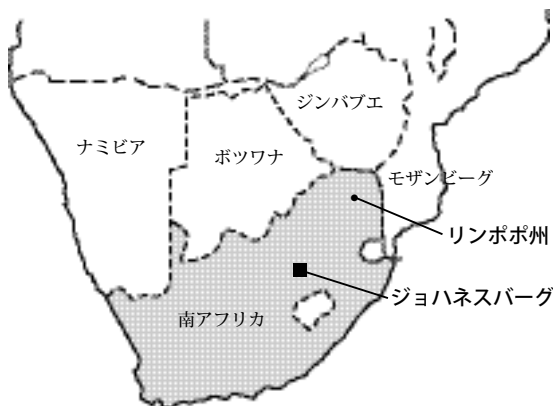 ジンバブエ
ナミビア
ボツワナ
モザンビーグ
リンポポ州
ジョハネスバーグ
南アフリカ